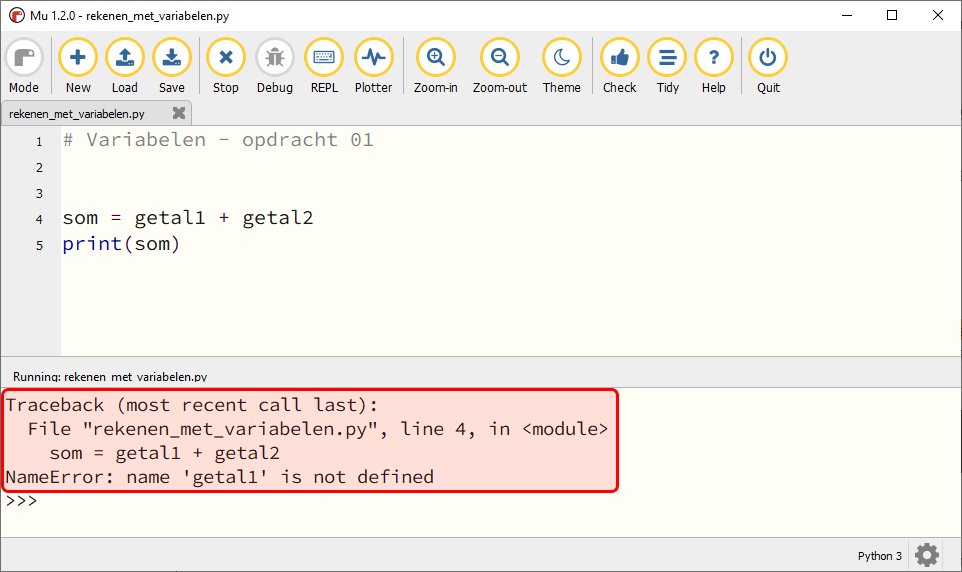 Mu 1.2.0 - rekenen_met_variabelen.py
Mode New Load Save Stop Debug REPL Plotter Zoom-in Zoom-out Theme Check Tidy Help Quit
rekenen_met_variabelen.py
1 # Variabelen - opdracht 01
2
3
4 som = getal1 + getal2
5 print(som)
Running: rekenen_met_variabelen.py
Traceback (most recent call last):
  File "rekenen_met_variabelen.py", line 4, in <module>
    som = getal1 + getal2
NameError: name 'getal1' is not defined
>>>
Python 3